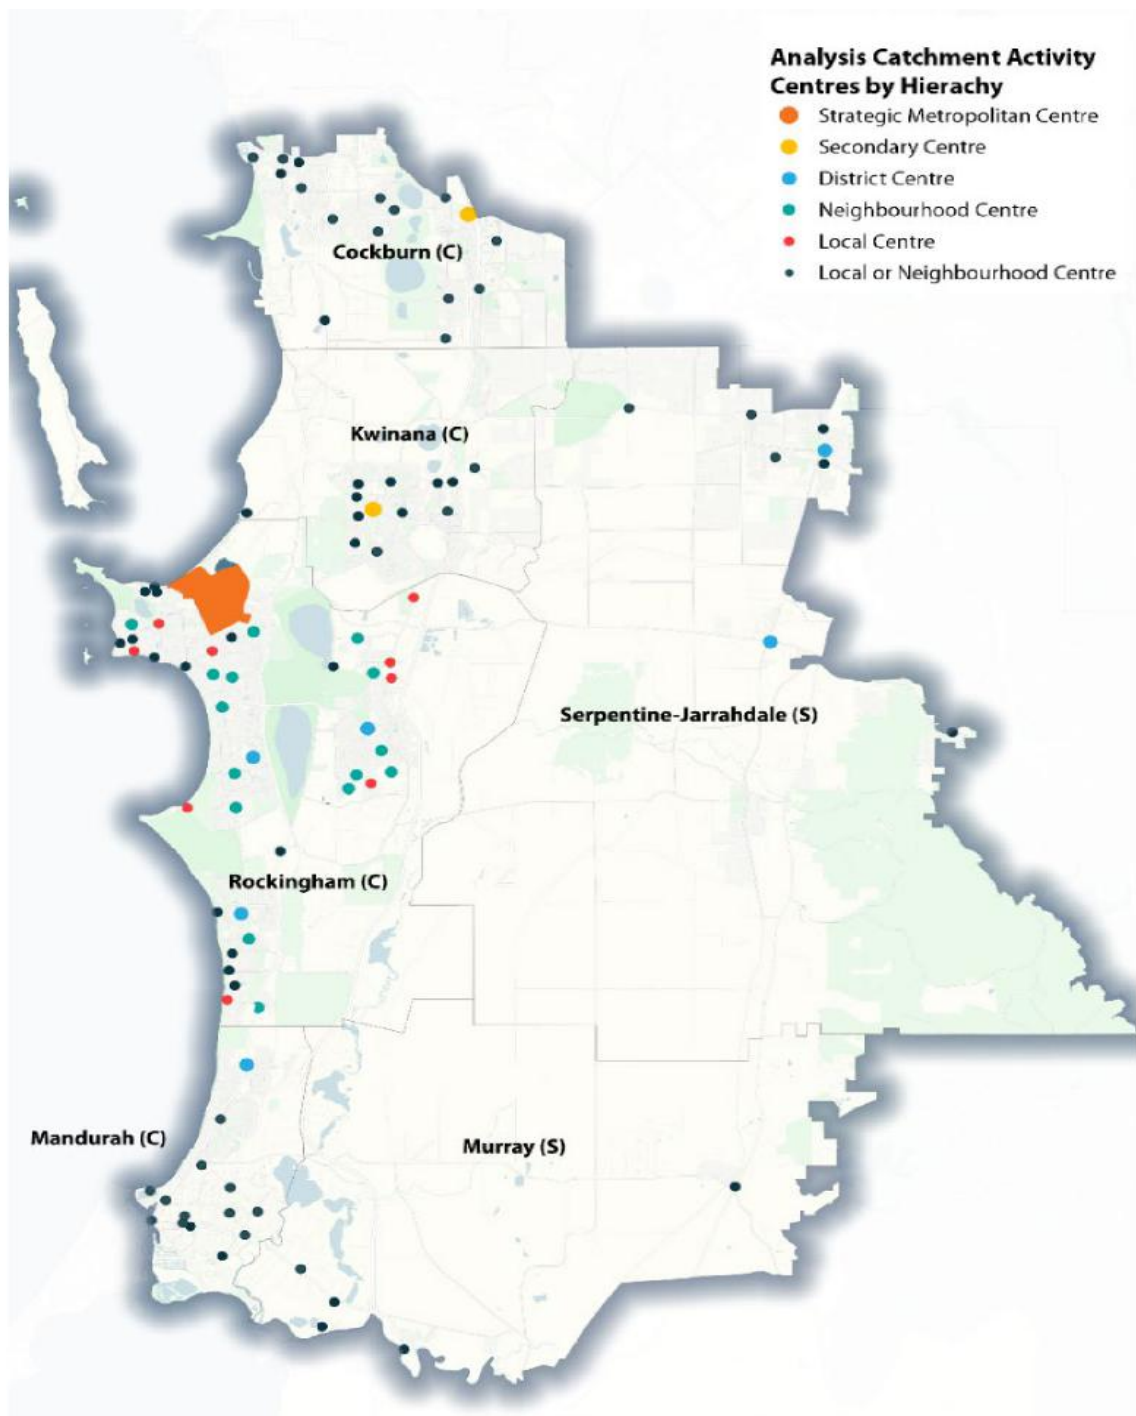 Analysis Catchment Activity
Centres by Hierachy
Strategic Metropolitan Centre
Secondary Centre
District Centre
Neighbourhood Centre
Local Centre
Local or Neighbourhood Centre
Cockburn (C)
Kwinana (C)
Serpentine-Jarrahdale (S)
Rockingham (C)
Mandurah (C)
Murray (S)